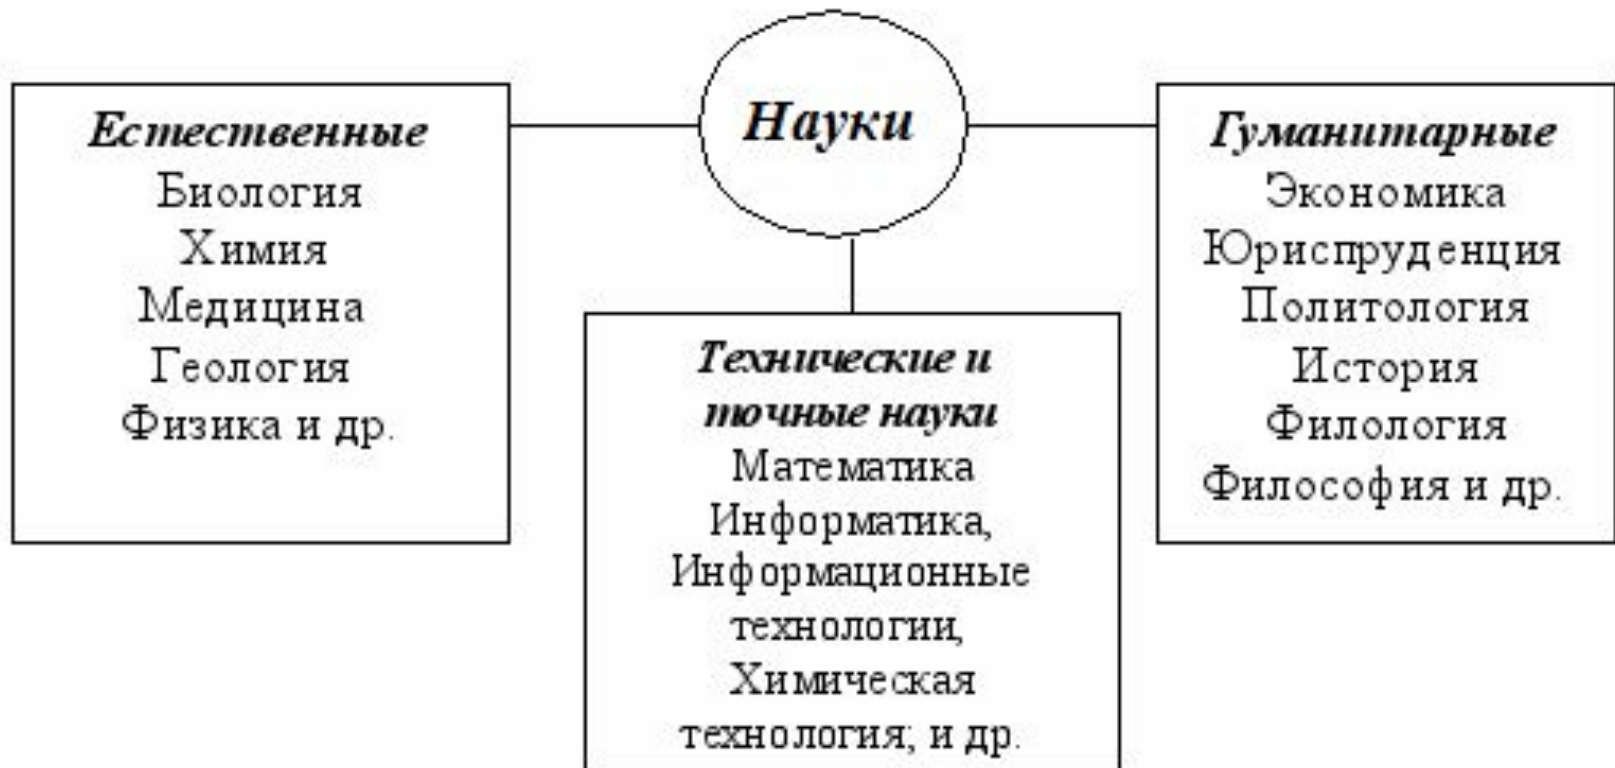 Науки
Естественные
Биология
Химия
Медицина
Геология
Физика и др.
Технические и
точные науки
Математика
Информатика,
Информационные
технологии,
Химическая
технология; и др.
Гуманитарные
Экономика
Юриспруденция
Политология
История
Филология
Философия и др.